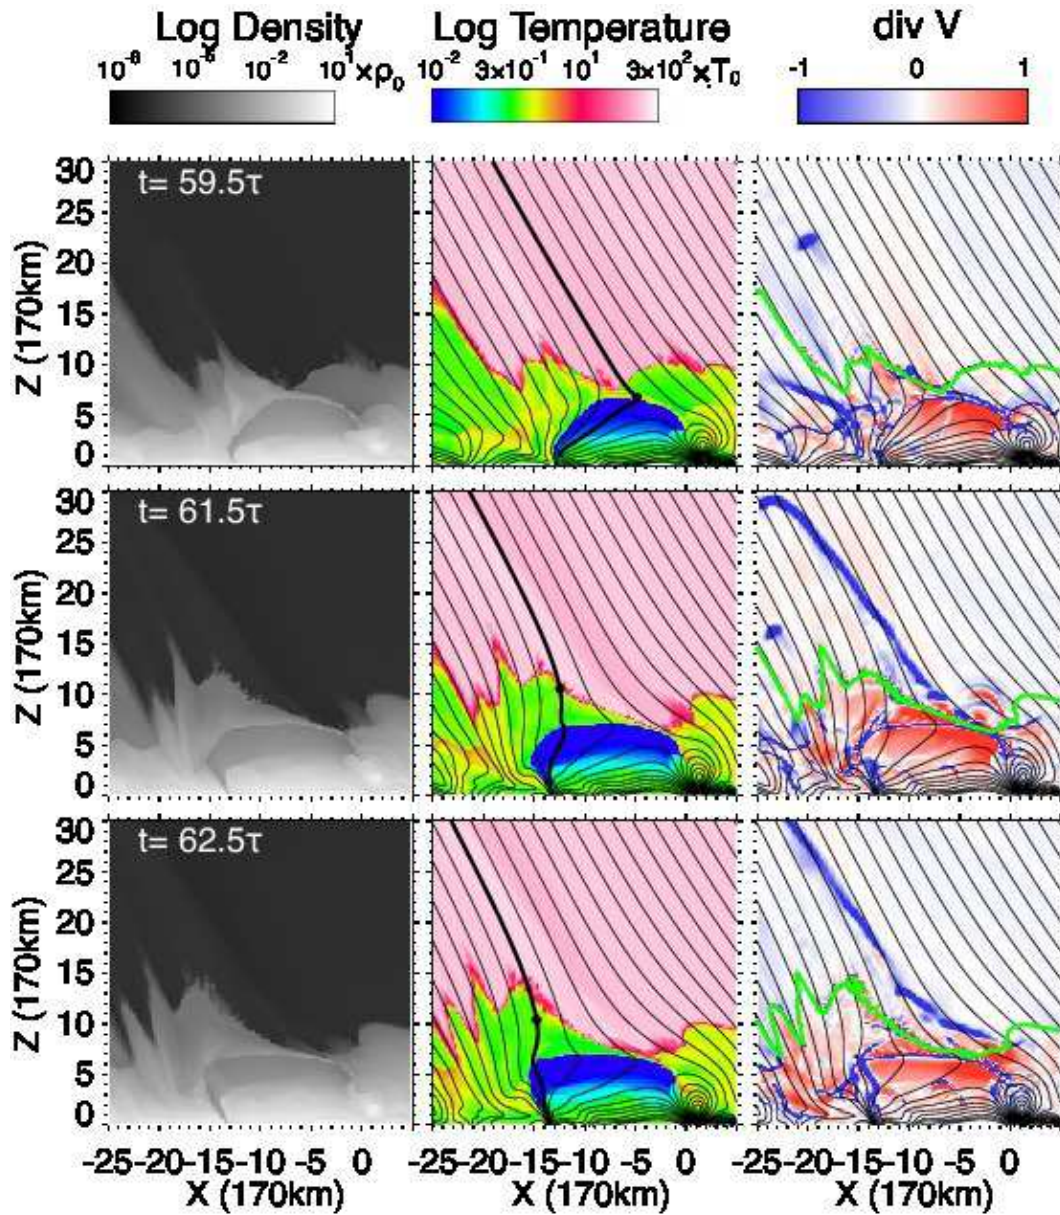 Log Density Log Temperature div V
10⁻⁸ 10⁻⁵ 10⁻² 10¹ ×ρ₀ 10⁻² 3×10⁻¹ 10¹ 3×10² ×T₀ -1 0 1
t= 59.5τ
30
25
20
15
10
5
0
Z (170km)
t= 61.5τ
30
25
20
15
10
5
0
Z (170km)
t= 62.5τ
30
25
20
15
10
5
0
Z (170km)
-25 -20 -15 -10 -5 0 -25 -20 -15 -10 -5 0 -25 -20 -15 -10 -5 0
X (170km) X (170km) X (170km)